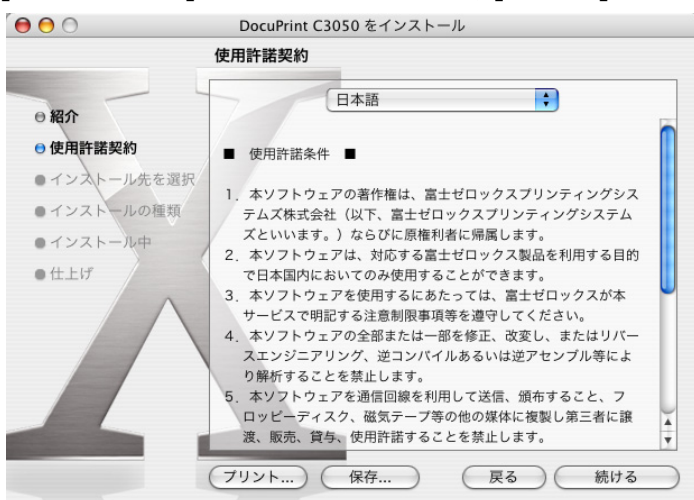 DocuPrint C3050 をインストール
使用許諾契約
紹介
使用許諾契約
インストール先を選択
インストールの種類
インストール中
仕上げ
日本語
■ 使用許諾条件 ■
1. 本ソフトウェアの著作権は、富士ゼロックスプリンティングシス
テムズ株式会社（以下、富士ゼロックスプリンティングシステム
ズといいます。）ならびに原権利者に帰属します。
2. 本ソフトウェアは、対応する富士ゼロックス製品を利用する目的
で日本国内においてのみ使用することができます。
3. 本ソフトウェアを使用するにあたっては、富士ゼロックスが本
サービスで明記する注意制限事項等を遵守してください。
4. 本ソフトウェアの全部または一部を修正、改変し、またはリバー
スエンジニアリング、逆コンパイルあるいは逆アセンブル等によ
り解析することを禁止します。
5. 本ソフトウェアを通信回線を利用して送信、頒布すること、フ
ロッピーディスク、磁気テープ等の他の媒体に複製し第三者に譲
渡、販売、貸与、使用許諾することを禁止します。
プリント... 保存... 戻る 続ける